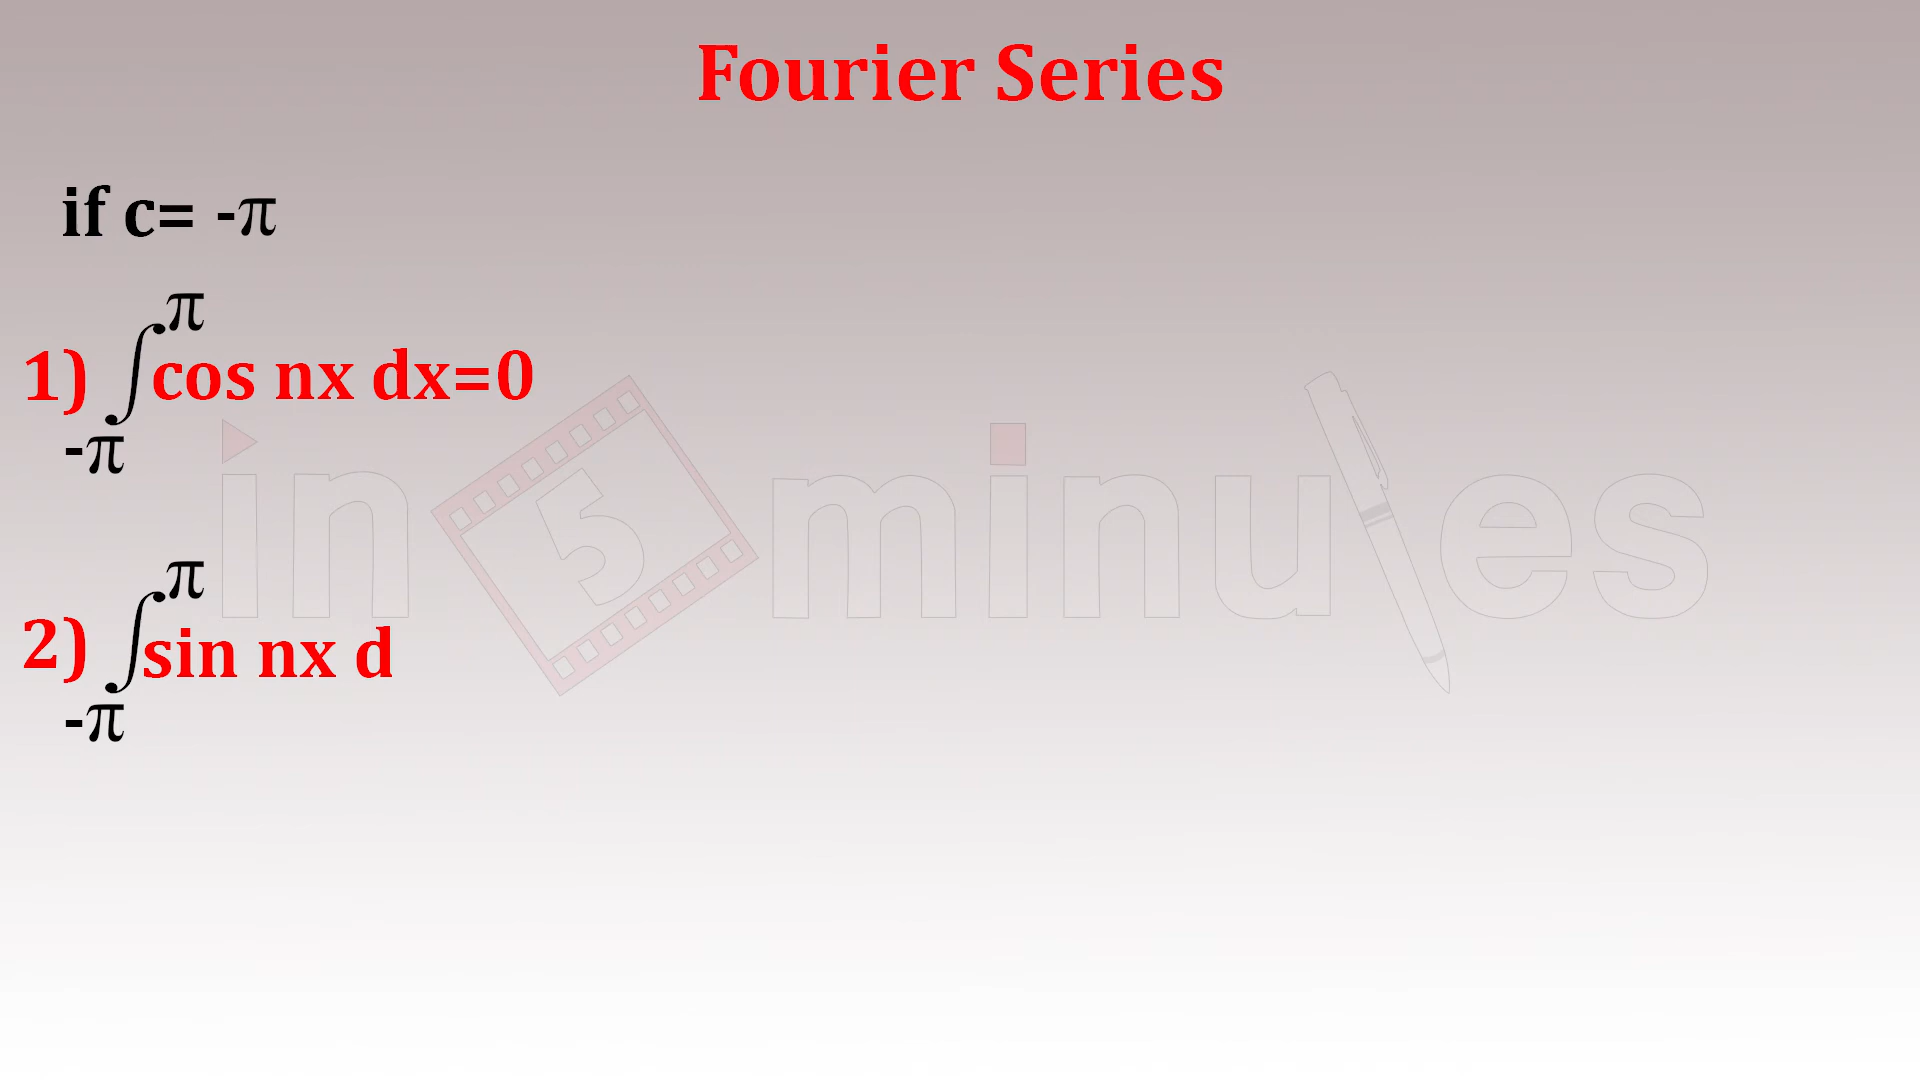 Fourier Series
if c= -π
π
1) ∫cos nx dx=0
-π
in 5 minutes
π
2) ∫sin nx d
-π